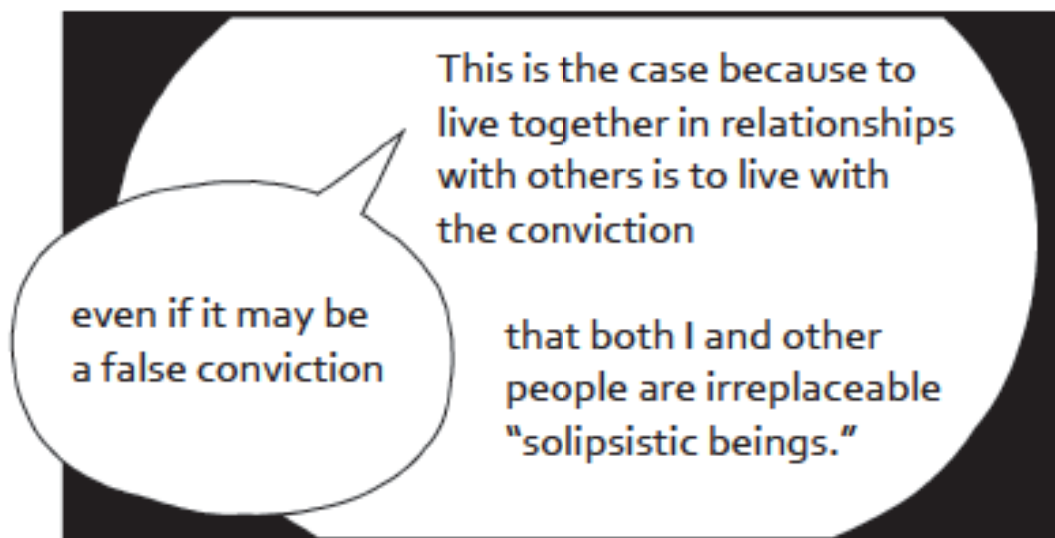 This is the case because to
live together in relationships
with others is to live with
the conviction
even if it may be
a false conviction
that both I and other
people are irreplaceable
“solipsistic beings.”